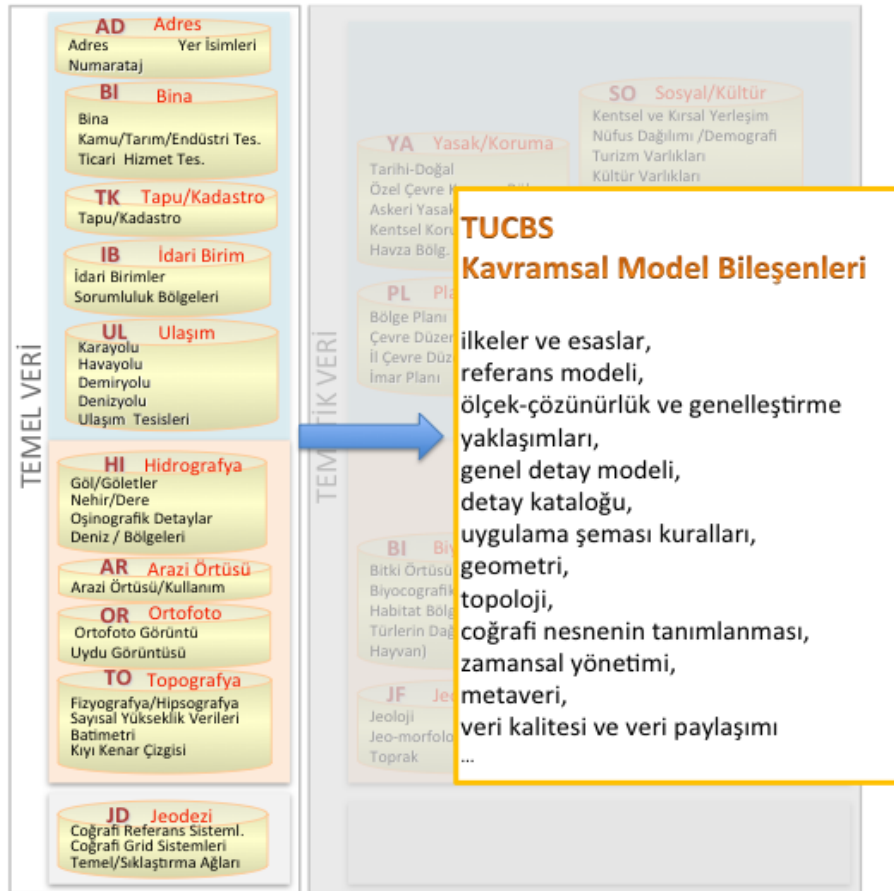 TEMEL VERİ
AD Adres
Adres Yer İsimleri
Numarataj
BI Bina
Bina
Kamu/Tarım/Endüstri Tes.
Ticari Hizmet Tes.
TK Tapu/Kadastro
Tapu/Kadastro
IB İdari Birim
İdari Birimler
Sorumluluk Bölgeleri
UL Ulaşım
Karayolu
Havayolu
Demiryolu
Denizyolu
Ulaşım Tesisleri
HI Hidrografya
Göl/Göletler
Nehir/Dere
Oşinografik Detaylar
Deniz / Bölgeleri
AR Arazi Örtüsü
Arazi Örtüsü/Kullanım
OR Ortofoto
Ortofoto Görüntü
Uydu Görüntüsü
TO Topografya
Fizyografya/Hipsografya
Sayısal Yükseklik Verileri
Batimetri
Kıyı Kenar Çizgisi
JD Jeodezi
Coğrafi Referans Sisteml.
Coğrafi Grid Sistemleri
Temel/Sıklaştırma Ağları
VERİ
YA Yasak/Koruma
Tarihi-Doğal
Özel Çevre
Askeri Yasak
Kentsel
Havza Bölg.
PL
Bölge Planı
Çevre
İl Çevre
İmar Planı
BI
Bitki Örtüsü
Habitat
Türlerin
Hayvan)
JF
Jeoloji
Toprak
SO Sosyal/Kültür
Kentsel ve Kırsal Yerleşim
Nüfus Dağılımı /Demografi
Turizm Varlıkları
Kültür Varlıkları
TUCBS
Kavramsal Model Bileşenleri
ilkeler ve esaslar,
referans modeli,
ölçek-çözünürlük ve genelleştirme
yaklaşımları,
genel detay modeli,
detay kataloğu,
uygulama şeması kuralları,
geometri,
topoloji,
coğrafi nesnenin tanımlanması,
zamansal yönetimi,
metaveri,
veri kalitesi ve veri paylaşımı
...